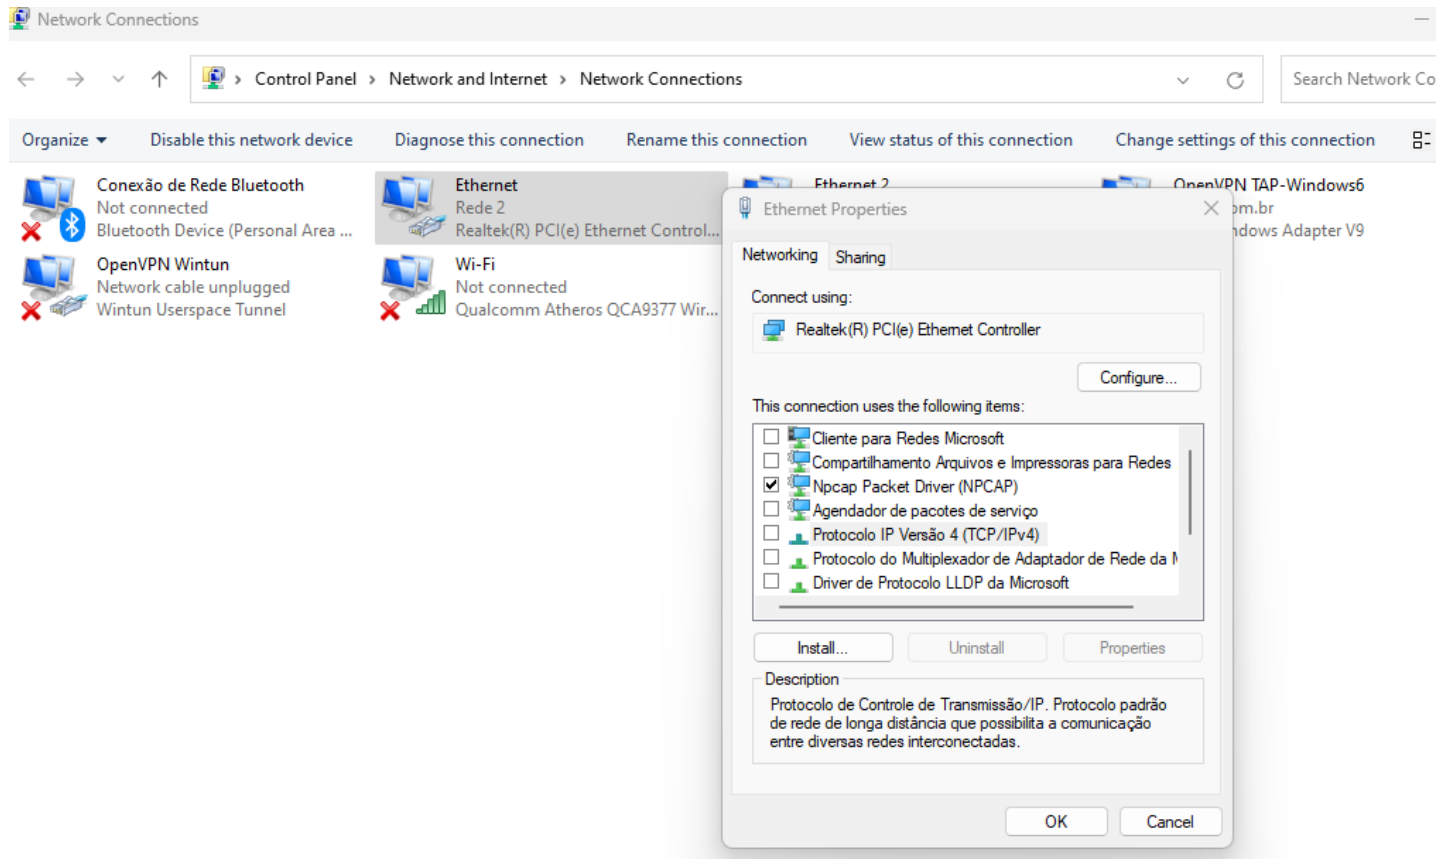 Network Connections
Control Panel > Network and Internet > Network Connections
Search Network Co
Organize
Disable this network device
Diagnose this connection
Rename this connection
View status of this connection
Change settings of this connection
Conexão de Rede Bluetooth
Not connected
Bluetooth Device (Personal Area ...
Ethernet
Rede 2
Realtek(R) PCI(e) Ethernet Control...
Ethernet 2
OpenVPN TAP-Windows6
om.br
ndows Adapter V9
OpenVPN Wintun
Network cable unplugged
Wintun Userspace Tunnel
Wi-Fi
Not connected
Qualcomm Atheros QCA9377 Wir...
Ethernet Properties
Networking
Sharing
Connect using:
Realtek(R) PCI(e) Ethernet Controller
Configure...
This connection uses the following items:
Cliente para Redes Microsoft
Compartilhamento Arquivos e Impressoras para Redes
Npcap Packet Driver (NPCAP)
Agendador de pacotes de serviço
Protocolo IP Versão 4 (TCP/IPv4)
Protocolo do Multiplexador de Adaptador de Rede da
Driver de Protocolo LLDP da Microsoft
Install...
Uninstall
Properties
Description
Protocolo de Controle de Transmissão/IP. Protocolo padrão
de rede de longa distância que possibilita a comunicação
entre diversas redes interconectadas.
OK
Cancel